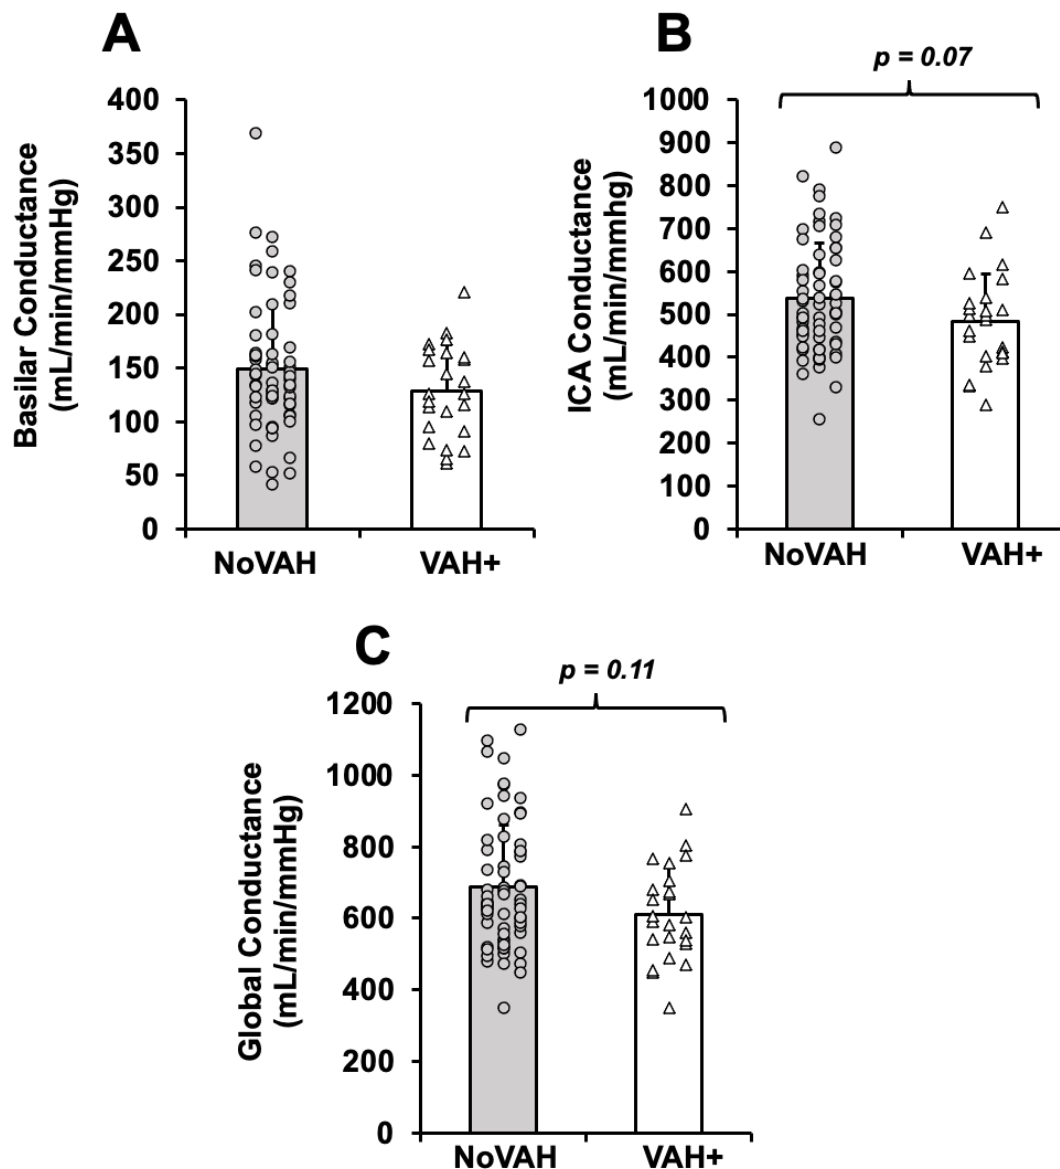 A
Basilar Conductance
(mL/min/mmHg)
400
350
300
250
200
150
100
50
0
NoVAH VAH+
B
p = 0.07
ICA Conductance
(mL/min/mmhg)
1000
900
800
700
600
500
400
300
200
100
0
NoVAH VAH+
C
p = 0.11
Global Conductance
(mL/min/mmHg)
1200
1000
800
600
400
200
0
NoVAH VAH+